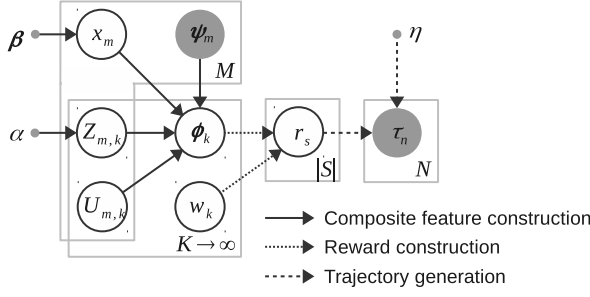 β x_m ψ_m η
M
α Z_{m,k} ϕ_k r_s τ_n
|S| N
U_{m,k} w_k
K → ∞
Composite feature construction
Reward construction
Trajectory generation